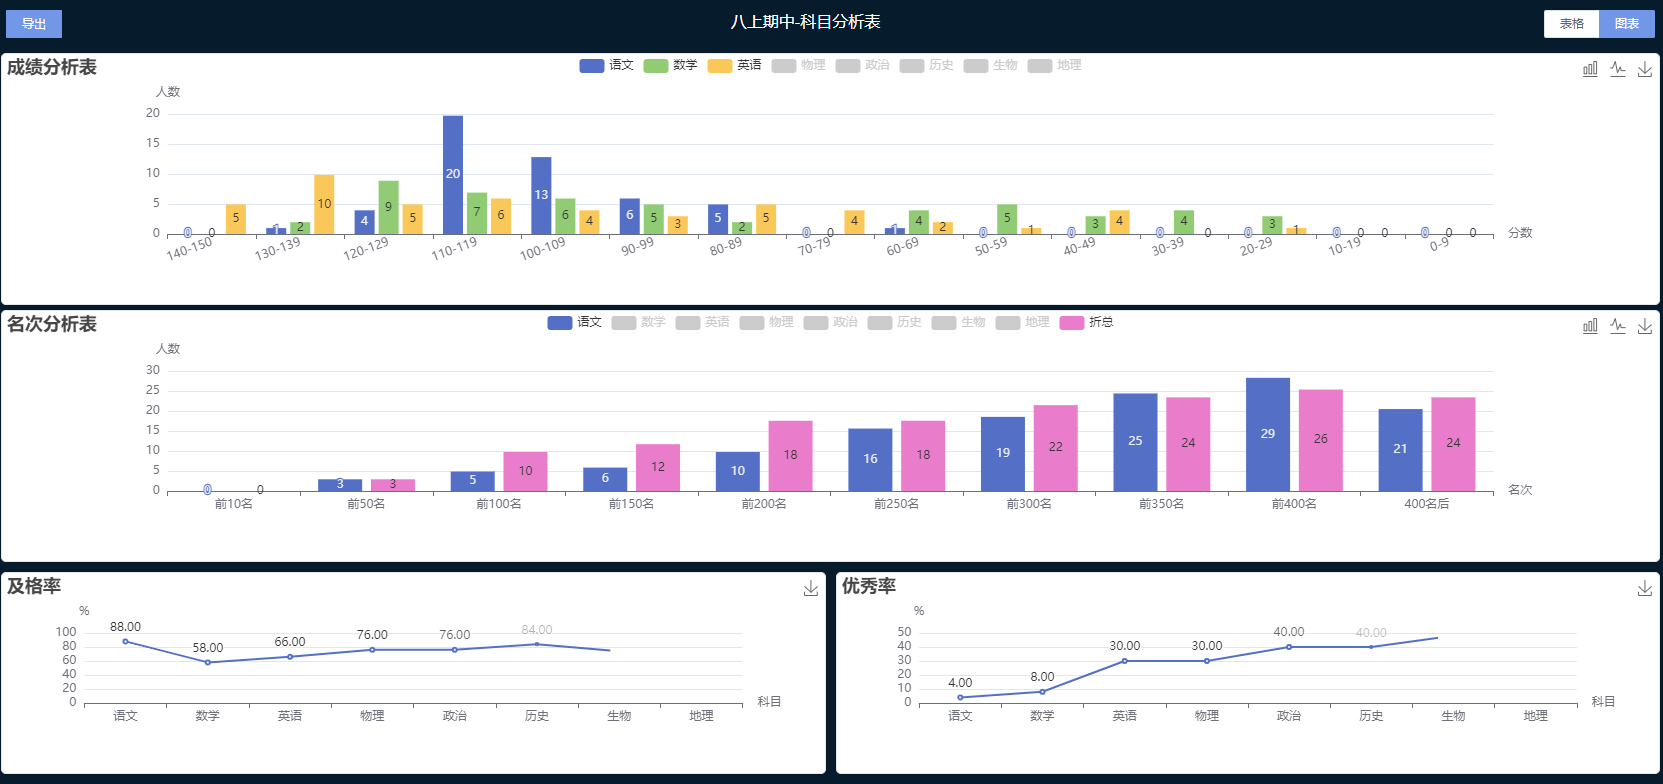 导出
八上期中-科目分析表
表格 图表
成绩分析表
语文 数学 英语 物理 政治 历史 生物 地理
人数
20
15
10
5
0
0 0 5
1 2 10
4 9 5
20 7 6
13 6 4
6 5 3
5 2 5
0 0 4
1 4 2
0 5 1
0 3 4
0 4 0
0 3 1
0 0 0
0 0 0
140-150 130-139 120-129 110-119 100-109 90-99 80-89 70-79 60-69 50-59 40-49 30-39 20-29 10-19 0-9
分数
名次分析表
语文 数学 英语 物理 政治 历史 生物 地理 折总
人数
30
25
20
15
10
5
0
0 0
3 3
5 10
6 12
10 18
16 18
19 22
25 24
29 26
21 24
前10名 前50名 前100名 前150名 前200名 前250名 前300名 前350名 前400名 400名后
名次
及格率
%
100
80
60
40
20
0
88.00 58.00 66.00 76.00 76.00 84.00
语文 数学 英语 物理 政治 历史 生物 地理
科目
优秀率
%
50
40
30
20
10
0
4.00 8.00 30.00 30.00 40.00 40.00
语文 数学 英语 物理 政治 历史 生物 地理
科目